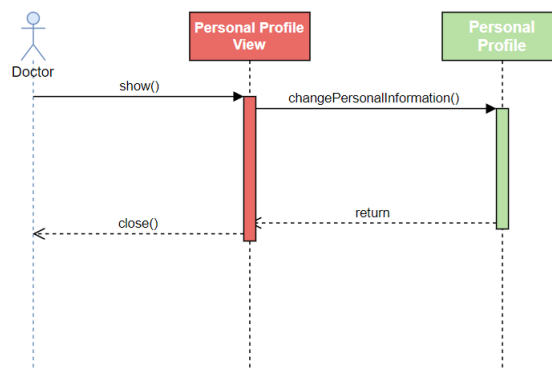 Personal Profile
View
Personal
Profile
Doctor
show()
changePersonalInformation()
return
close()